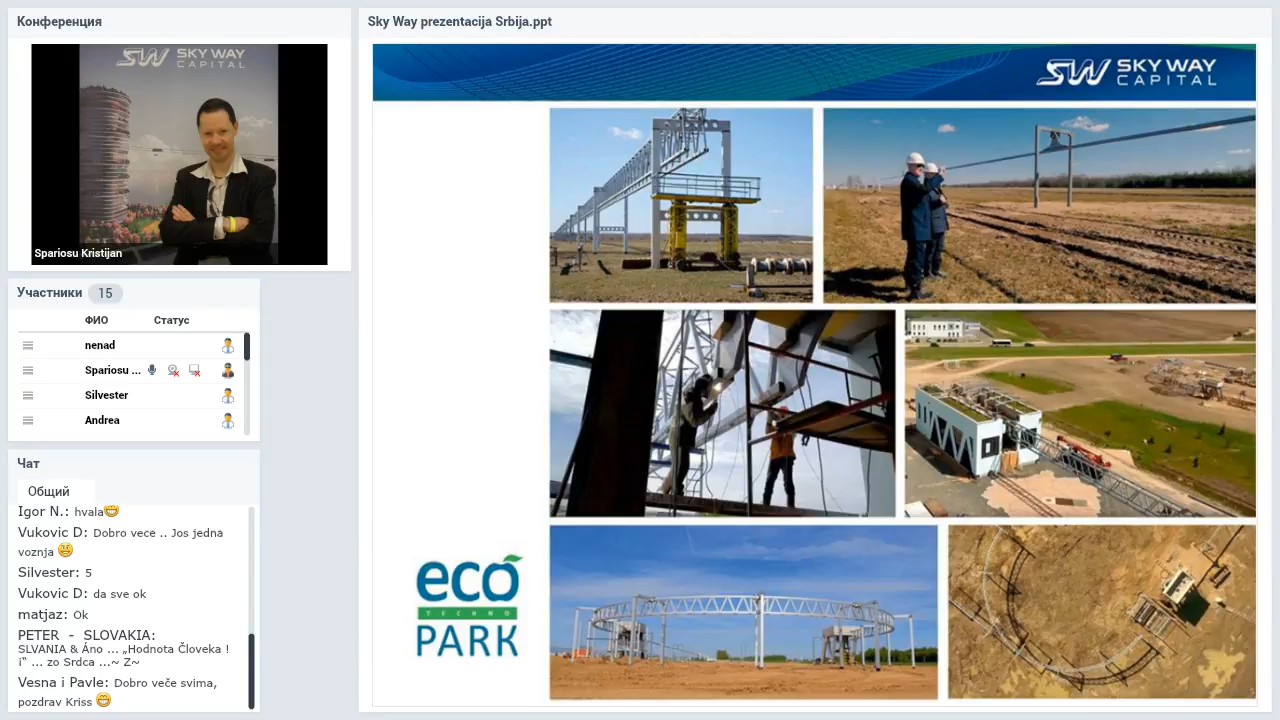 Конференция
SW SKY WAY
CAPITAL
Spariosu Kristijan
Участники 15
ФИО Статус
nenad
Spariosu ...
Silvester
Andrea
Чат
Общий
Igor N.: hvala
Vukovic D: Dobro vece .. Jos jedna
voznja
Silvester: 5
Vukovic D: da sve ok
matjaz: Ok
PETER - SLOVAKIA:
SLVANIA & Áno ... „Hodnota Človeka !
i“ ... zo Srdca ...~ Z~
Vesna i Pavle: Dobro veče svima,
pozdrav Kriss
Sky Way prezentacija Srbija.ppt
SW SKY WAY
CAPITAL
eco
TECHNO
PARK